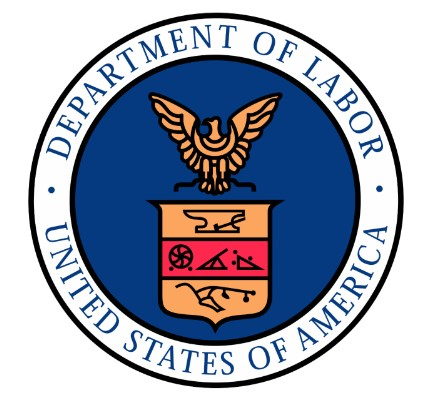 DEPARTMENT OF LABOR
UNITED STATES OF AMERICA